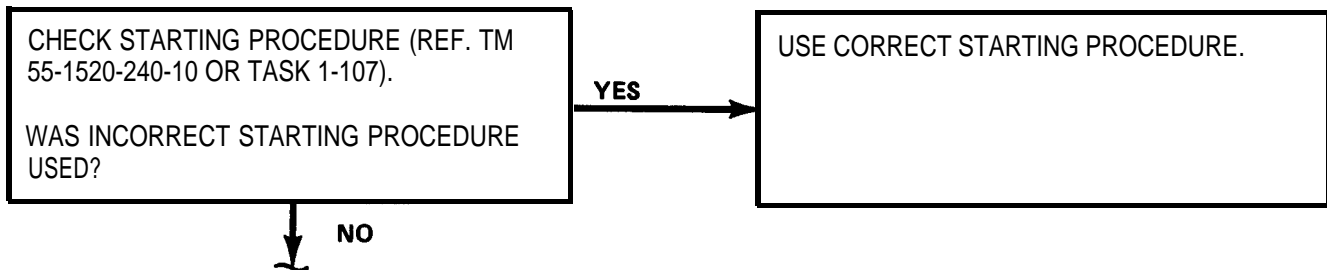 CHECK STARTING PROCEDURE (REF. TM
55-1520-240-10 OR TASK 1-107).
WAS INCORRECT STARTING PROCEDURE
USED?
YES
USE CORRECT STARTING PROCEDURE.
NO